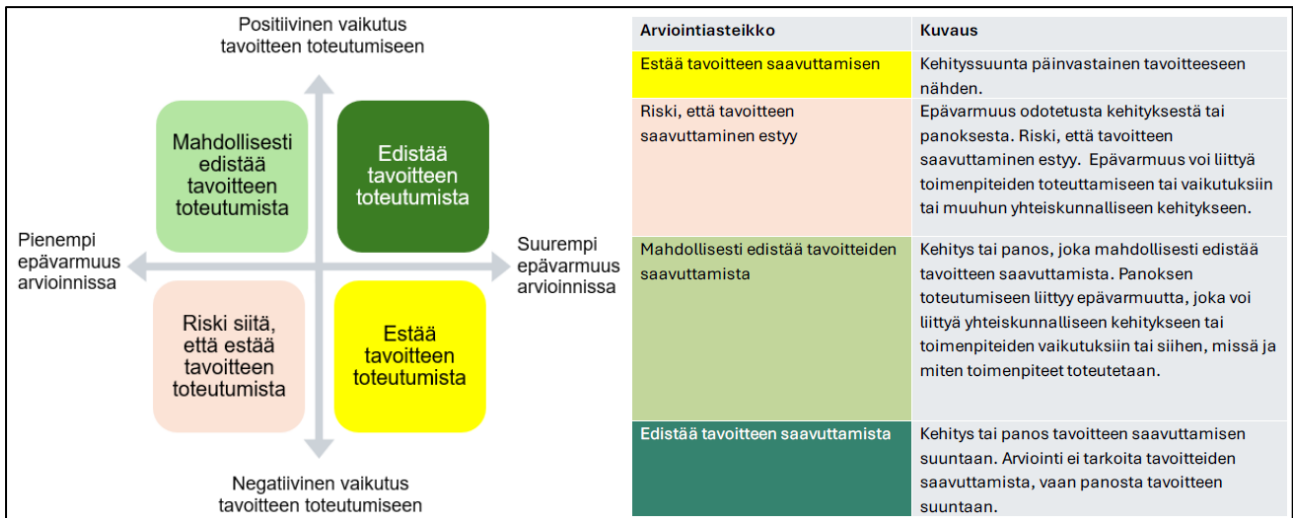 Positiivinen vaikutus
tavoitteen toteutumiseen
Mahdollisesti
edistää
tavoitteen
toteutumista
Edistää
tavoitteen
toteutumista
Pienempi
epävarmuus
arvioinnissa
Suurempi
epävarmuus
arvioinnissa
Riski siitä,
että estää
tavoitteen
toteutumista
Estää
tavoitteen
toteutumista
Negatiivinen vaikutus
tavoitteen toteutumiseen
Arviointiasteikko
Kuvaus
Estää tavoitteen saavuttamisen
Kehityssuunta päinvastainen tavoitteeseen
nähden.
Riski, että tavoitteen
saavuttaminen estyy
Epävarmuus odotetusta kehityksestä tai
panoksesta. Riski, että tavoitteen
saavuttaminen estyy. Epävarmuus voi liittyä
toimenpiteiden toteuttamiseen tai vaikutuksiin
tai muuhun yhteiskunnalliseen kehitykseen.
Mahdollisesti edistää tavoitteiden
saavuttamista
Kehitys tai panos, joka mahdollisesti edistää
tavoitteen saavuttamista. Panoksen
toteutumiseen liittyy epävarmuutta, joka voi
liittyä yhteiskunnalliseen kehitykseen tai
toimenpiteiden vaikutuksiin tai siihen, missä ja
miten toimenpiteet toteutetaan.
Edistää tavoitteen saavuttamista
Kehitys tai panos tavoitteen saavuttamisen
suuntaan. Arviointi ei tarkoita tavoitteiden
saavuttamista, vaan panosta tavoitteen
suuntaan.